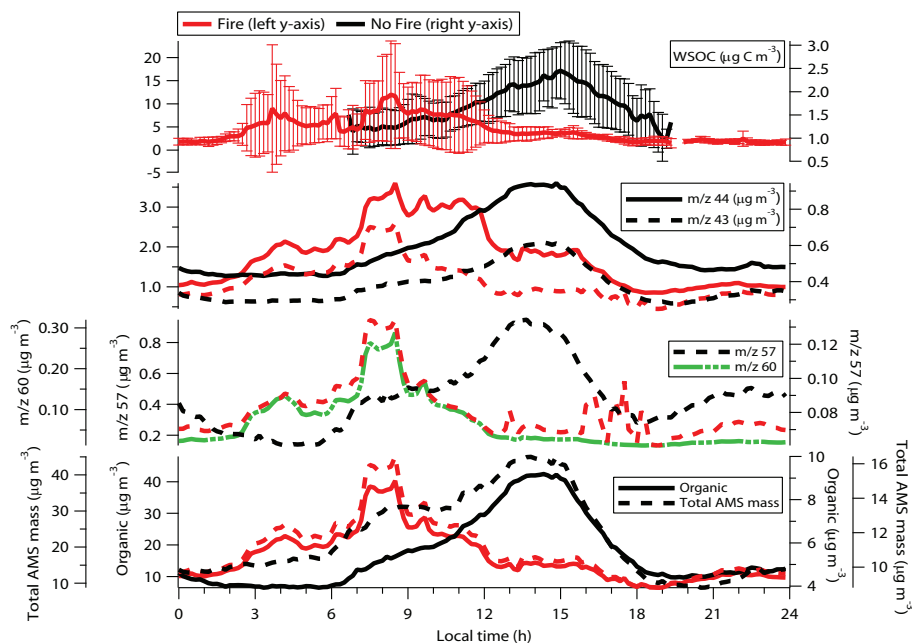 Fire (left y-axis) No Fire (right y-axis)
WSOC (µg C m⁻³)
20
15
10
5
0
-5
3.0
2.5
2.0
1.5
1.0
0.5
m/z 44 (µg m⁻³)
m/z 43 (µg m⁻³)
3.0
2.0
1.0
0.8
0.6
0.4
m/z 60 (µg m⁻³)
0.30
0.15
0.00
m/z 57 (µg m⁻³)
0.8
0.6
0.4
0.2
m/z 57
m/z 60
0.12
0.10
0.08
m/z 57 (µg m⁻³)
Total AMS mass (µg m⁻³)
40
30
20
10
Organic (µg m⁻³)
40
30
20
10
Organic
Total AMS mass
10
9
8
7
6
5
4
Organic (µg m⁻³)
16
14
12
10
Total AMS mass (µg m⁻³)
0 3 6 9 12 15 18 21 24
Local time (h)